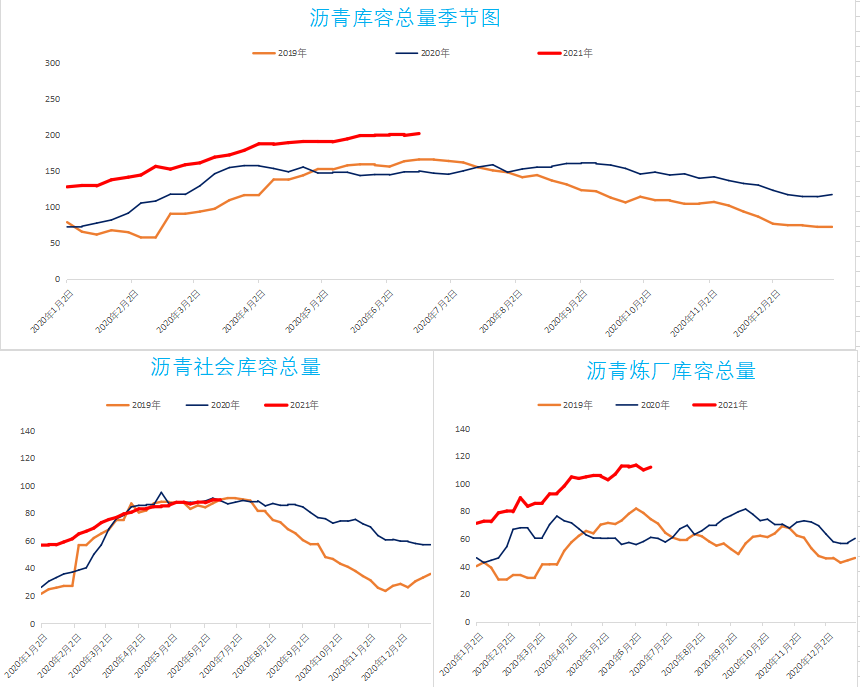 沥青库容总量季节图
2019年 2020年 2021年
300
250
200
150
100
50
0
2020年1月2日 2020年2月2日 2020年3月2日 2020年4月2日 2020年5月2日 2020年6月2日 2020年7月2日 2020年8月2日 2020年9月2日 2020年10月2日 2020年11月2日 2020年12月2日
沥青社会库容总量
2019年 2020年 2021年
140
120
100
80
60
40
20
0
2020年1月2日 2020年2月2日 2020年3月2日 2020年4月2日 2020年5月2日 2020年6月2日 2020年7月2日 2020年8月2日 2020年9月2日 2020年10月2日 2020年11月2日 2020年12月2日
沥青炼厂库容总量
2019年 2020年 2021年
140
120
100
80
60
40
20
0
2020年1月2日 2020年2月2日 2020年3月2日 2020年4月2日 2020年5月2日 2020年6月2日 2020年7月2日 2020年8月2日 2020年9月2日 2020年10月2日 2020年11月2日 2020年12月2日